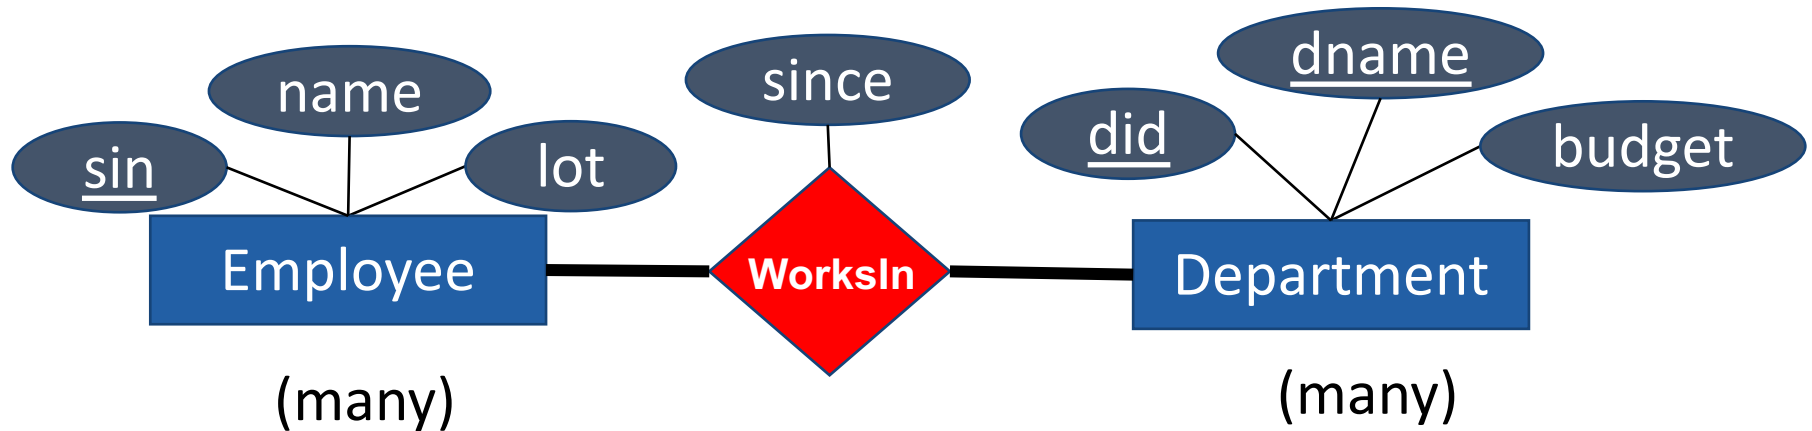 sin
name
lot
since
did
dname
budget
Employee
WorksIn
Department
(many)
(many)